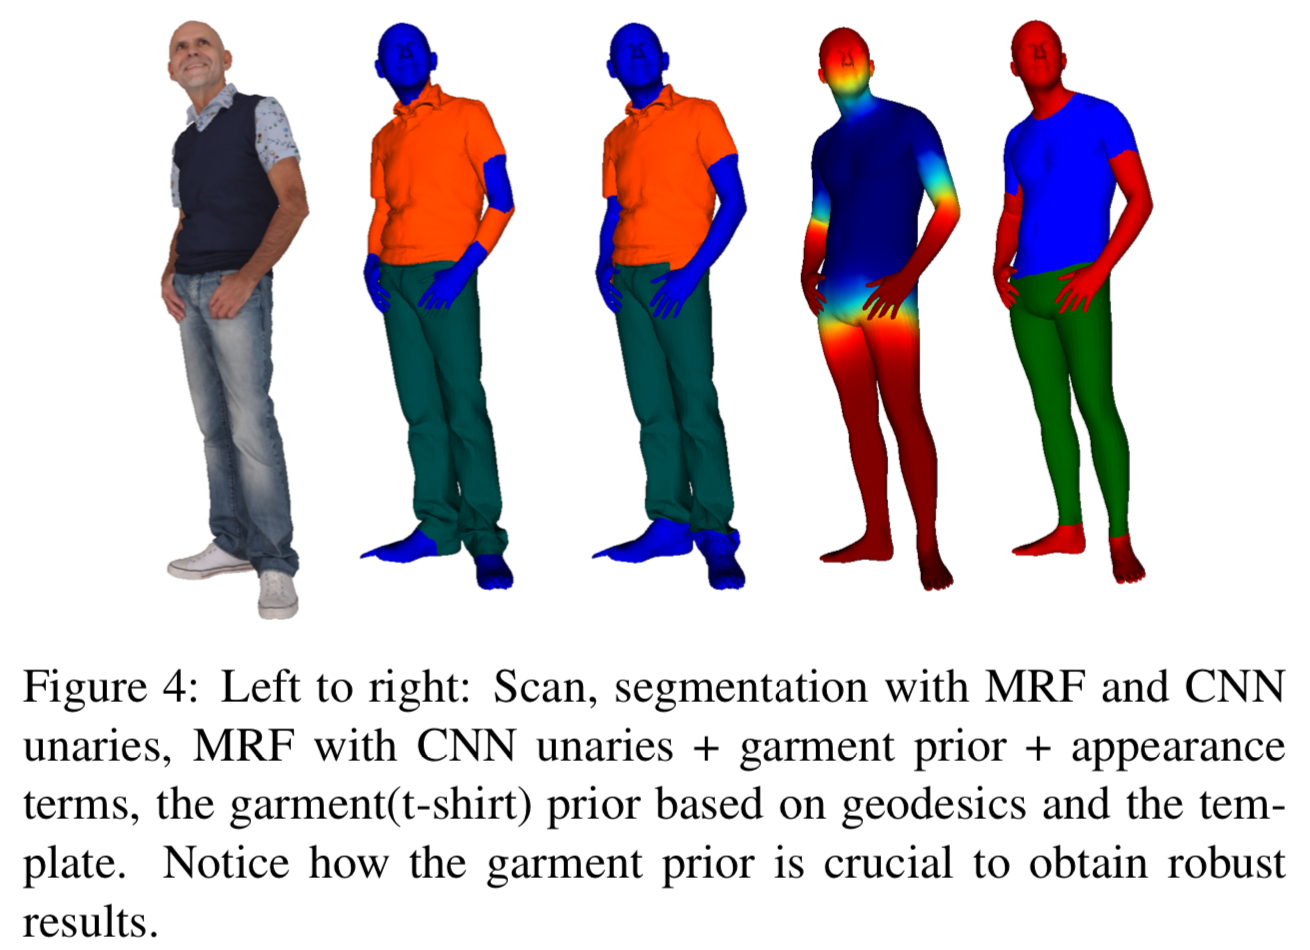 Figure 4: Left to right: Scan, segmentation with MRF and CNN
unaries, MRF with CNN unaries + garment prior + appearance
terms, the garment(t-shirt) prior based on geodesics and the tem-
plate. Notice how the garment prior is crucial to obtain robust
results.